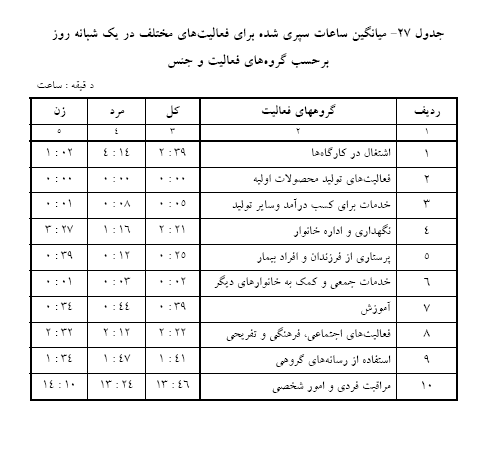 جدول ۲۷- میانگین ساعات سپری شده برای فعالیت‌های مختلف در یک شبانه روز
برحسب گروه‌های فعالیت و جنس
دقیقه : ساعت
ردیف گروههای فعالیت کل مرد زن
۱ ۲ ۳ ۴ ۵
۱ اشتغال در کارگاه‌ها ۲ : ۳۹ ۴ : ۱۴ ۱ : ۰۲
۲ فعالیت‌های تولید محصولات اولیه ۰ : ۰۰ ۰ : ۰۰ ۰ : ۰۰
۳ خدمات برای کسب درآمد وسایر تولید ۰ : ۰۵ ۰ : ۰۸ ۰ : ۰۱
۴ نگهداری و اداره خانوار ۲ : ۲۱ ۱ : ۱۶ ۳ : ۲۷
۵ پرستاری از فرزندان و افراد بیمار ۰ : ۲۵ ۰ : ۱۲ ۰ : ۳۹
۶ خدمات جمعی و کمک به خانوارهای دیگر ۰ : ۰۲ ۰ : ۰۳ ۰ : ۰۱
۷ آموزش ۰ : ۳۹ ۰ : ٤٤ ۰ : ۳٤
۸ فعالیت‌های اجتماعی، فرهنگی و تفریحی ۲ : ۲۲ ۲ : ۱۲ ۲ : ۳۲
۹ استفاده از رسانه‌های گروهی ۱ : ٤۱ ۱ : ٤۷ ۱ : ۳٤
۱۰ مراقبت فردی و امور شخصی ۱۳ : ٤۶ ۱۳ : ۲٤ ۱٤ : ۱۰